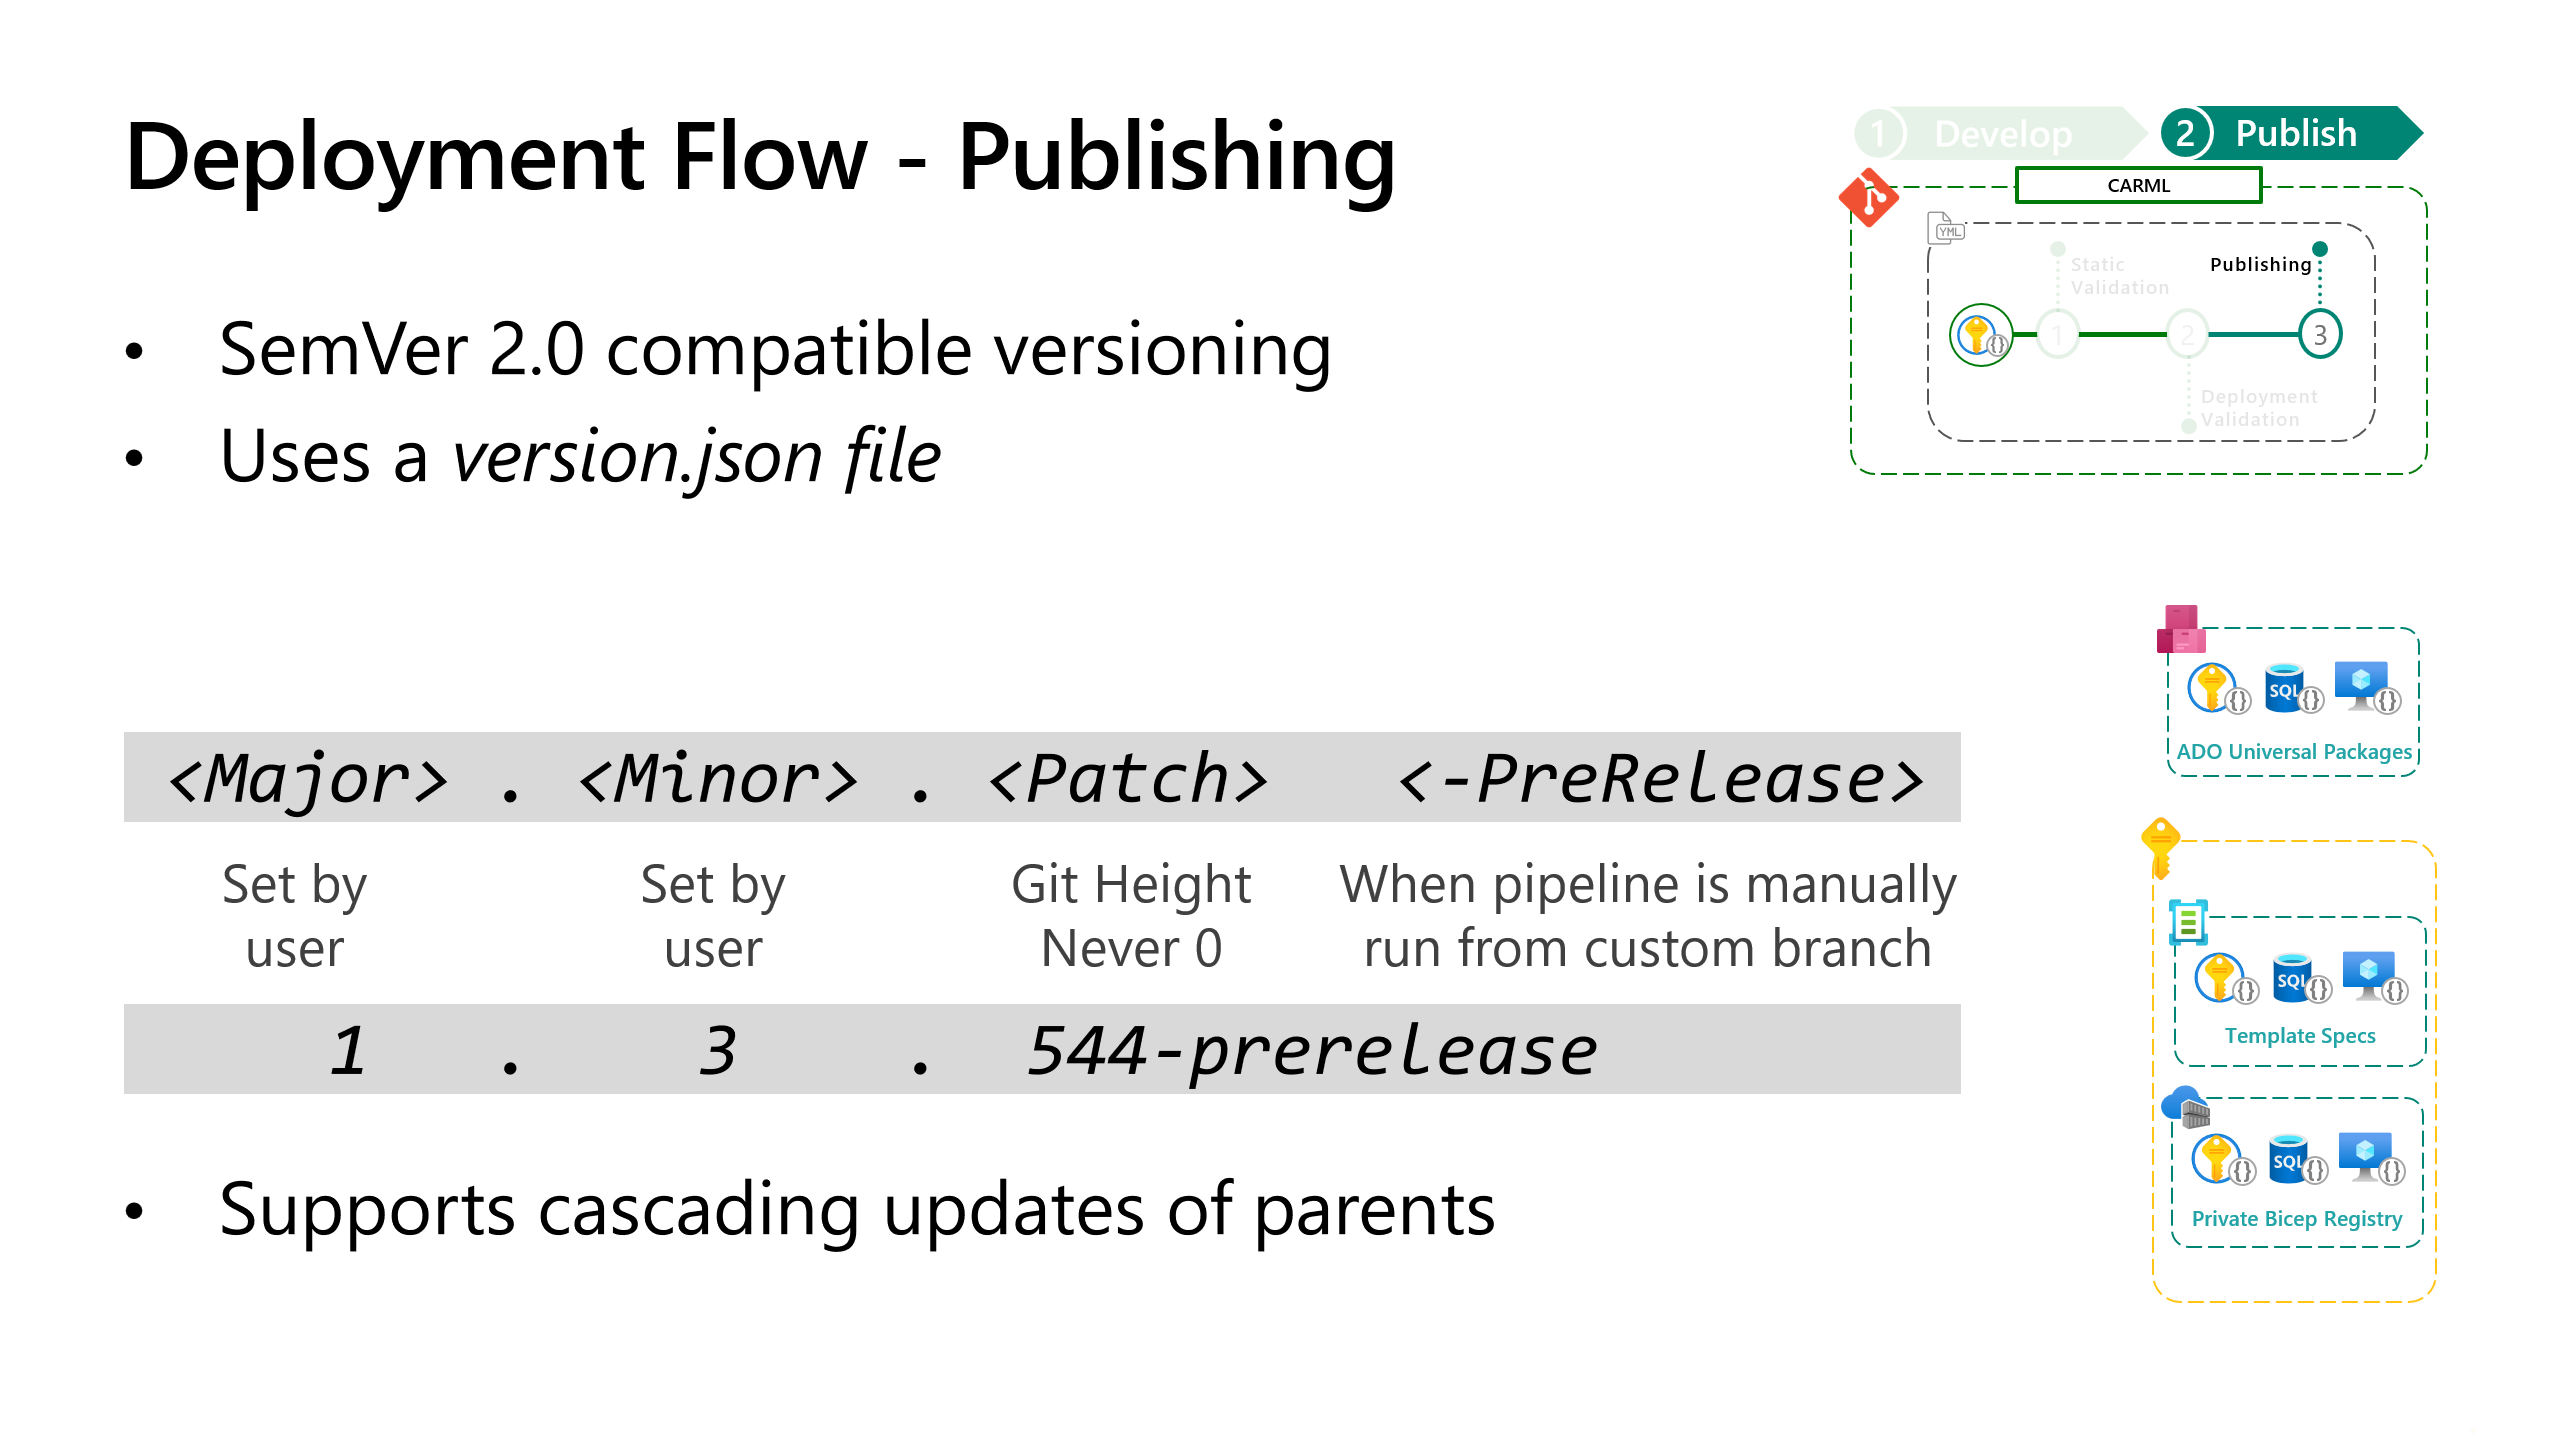 Deployment Flow - Publishing
• SemVer 2.0 compatible versioning
• Uses a version.json file
<Major> . <Minor> . <Patch> <-PreRelease>
Set by
user
Set by
user
Git Height
Never 0
When pipeline is manually
run from custom branch
1 . 3 . 544-prerelease
• Supports cascading updates of parents
1 Develop
2 Publish
CARML
YML
Static
Validation
Publishing
{}
1
2
3
Deployment
Validation
{} SQL {} {}
ADO Universal Packages
{} SQL {} {}
Template Specs
{} SQL {} {}
Private Bicep Registry